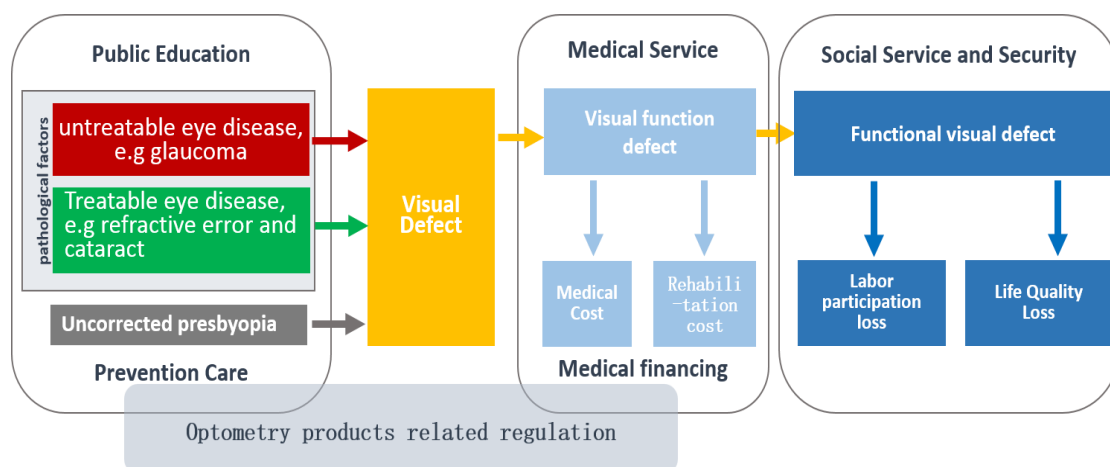 Public Education
pathological factors
untreatable eye disease,
e.g glaucoma
Treatable eye disease,
e.g refractive error and
cataract
Uncorrected presbyopia
Prevention Care
Visual
Defect
Medical Service
Visual function
defect
Medical
Cost
Rehabili
-tation
cost
Medical financing
Social Service and Security
Functional visual defect
Labor
participation
loss
Life Quality
Loss
Optometry products related regulation